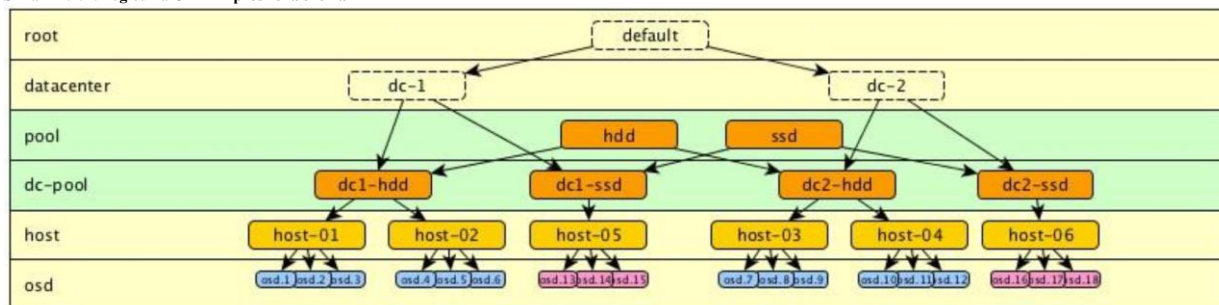 root default
datacenter dc-1 dc-2
pool hdd ssd
dc-pool dc1-hdd dc1-ssd dc2-hdd dc2-ssd
host host-01 host-02 host-05 host-03 host-04 host-06
osd osd.1 osd.2 osd.3 osd.4 osd.5 osd.6 osd.13 osd.14 osd.15 osd.7 osd.8 osd.9 osd.10 osd.11 osd.12 osd.16 osd.17 osd.18